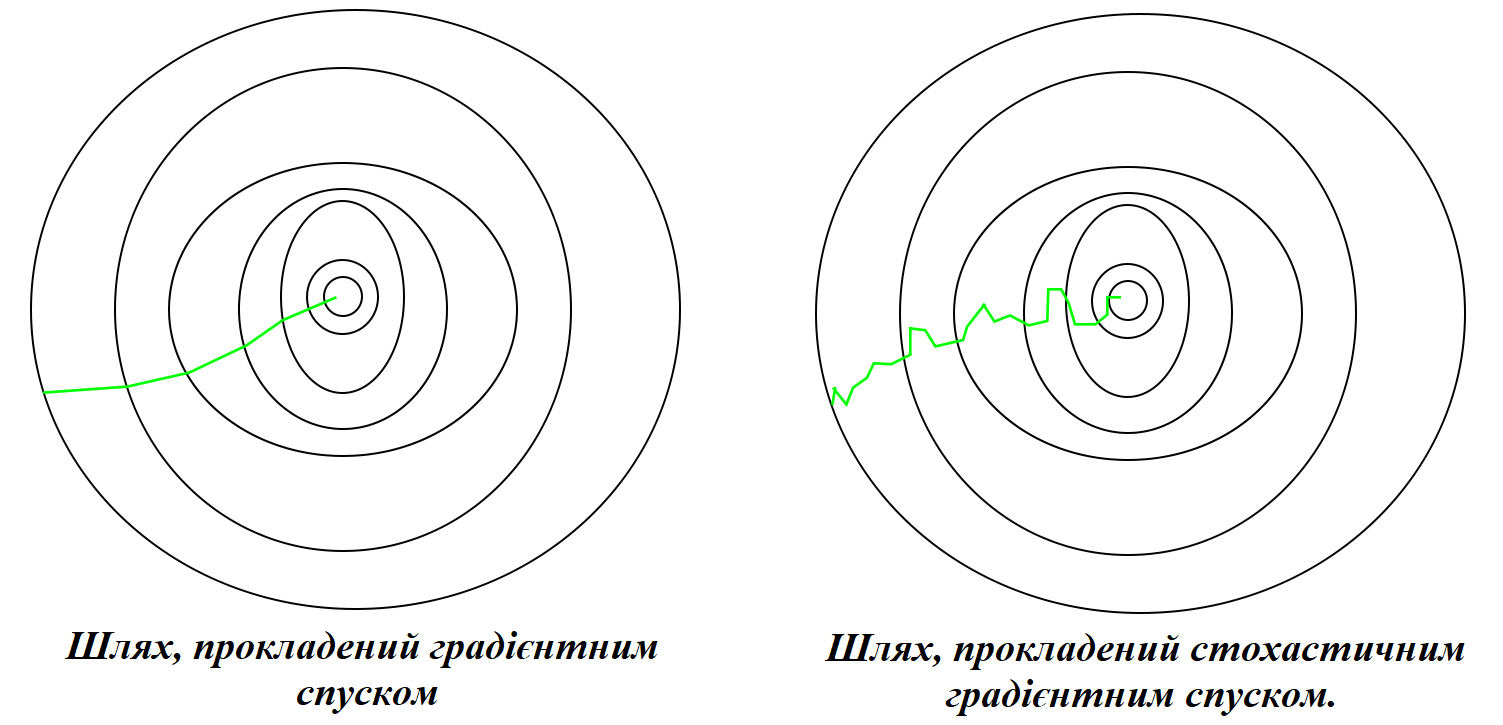 Шлях, прокладений градієнтним
спуском
Шлях, прокладений стохастичним
градієнтним спуском.